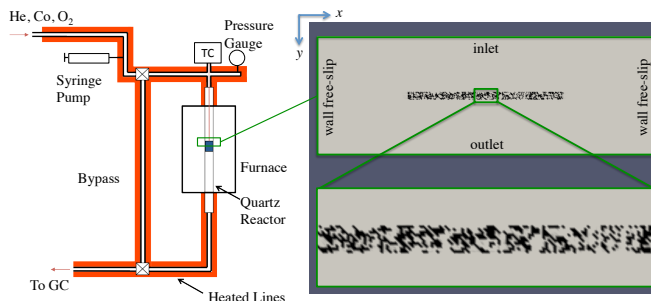 He, Co, O2
Pressure
Gauge
TC
Syringe
Pump
Bypass
Furnace
Quartz
Reactor
To GC
Heated Lines
x
y
inlet
wall free-slip
wall free-slip
outlet